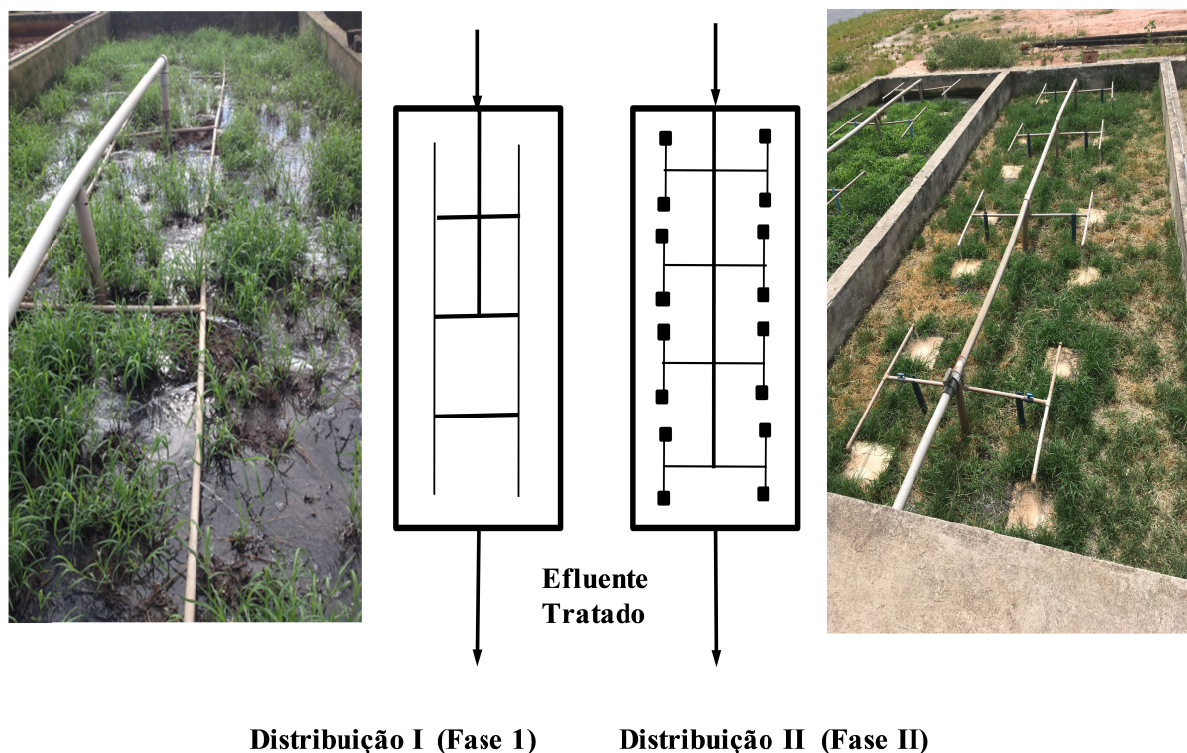 Efluente
Tratado
Distribuição I (Fase 1)
Distribuição II (Fase II)